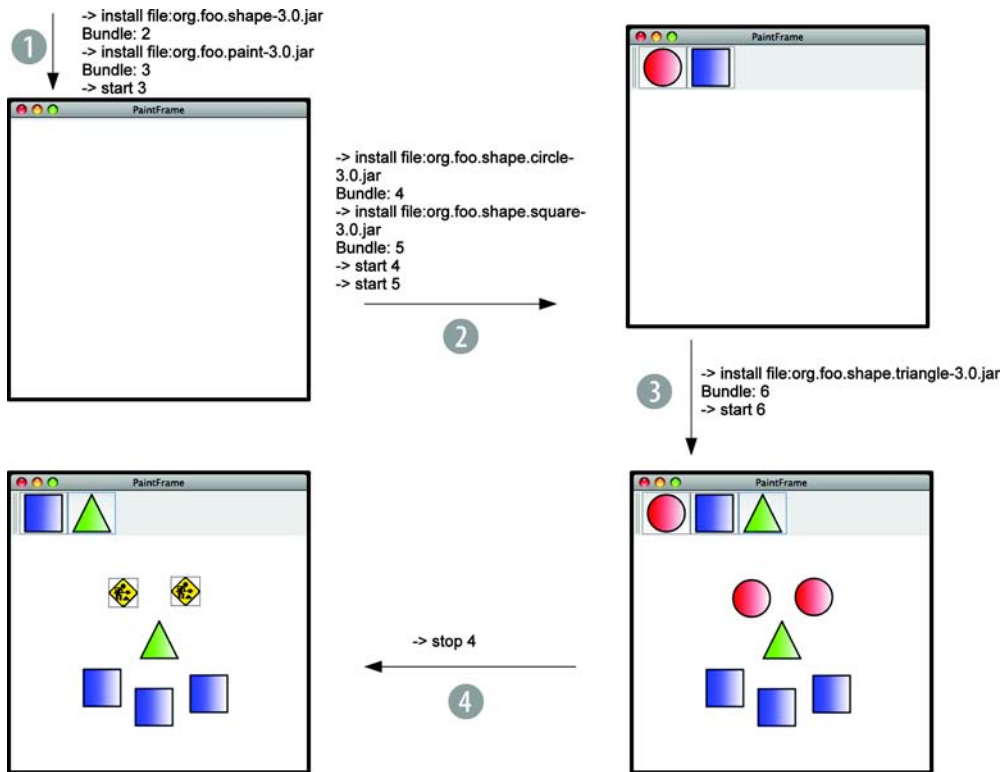 1
-> install file:org.foo.shape-3.0.jar
Bundle: 2
-> install file:org.foo.paint-3.0.jar
Bundle: 3
-> start 3
PaintFrame
-> install file:org.foo.shape.circle-
3.0.jar
Bundle: 4
-> install file:org.foo.shape.square-
3.0.jar
Bundle: 5
-> start 4
-> start 5
2
PaintFrame
3
-> install file:org.foo.shape.triangle-3.0.jar
Bundle: 6
-> start 6
PaintFrame
-> stop 4
4
PaintFrame